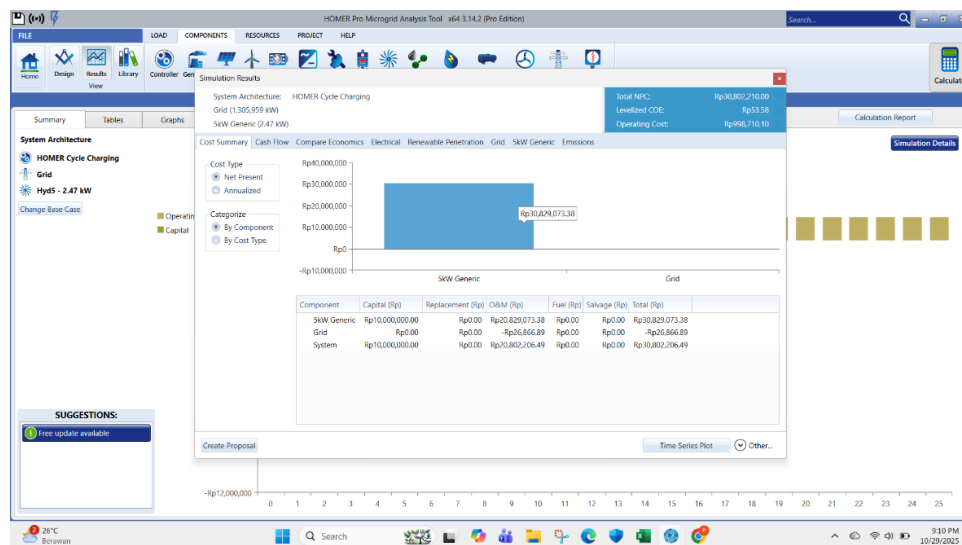 HOMER Pro Microgrid Analysis Tool x64 3.14.2 (Pro Edition)
Search...
FILE
LOAD COMPONENTS RESOURCES PROJECT HELP
Home Design Results Library Controller Gen
View
Calculat
Simulation Results
System Architecture: HOMER Cycle Charging
Grid (1,305,959 kW)
5kW Generic (2.47 kW)
Total NPC: Rp30,802,210.00
Levelized COE: Rp53.58
Operating Cost: Rp998,710.10
Summary Tables Graphs
Calculation Report
System Architecture
Simulation Details
HOMER Cycle Charging
Grid
Hyd5 - 2.47 kW
Change Base Case
Operatin
Capital
Cost Summary Cash Flow Compare Economics Electrical Renewable Penetration Grid 5kW Generic Emissions
Cost Type
Net Present
Annualized
Categorize
By Component
By Cost Type
Rp40,000,000
Rp30,000,000
Rp20,000,000
Rp10,000,000
Rp0
-Rp10,000,000
Rp30,829,073.38
5kW Generic Grid
Component Capital (Rp) Replacement (Rp) O&M (Rp) Fuel (Rp) Salvage (Rp) Total (Rp)
5kW Generic Rp10,000,000.00 Rp0.00 Rp20,829,073.38 Rp0.00 Rp0.00 Rp30,829,073.38
Grid Rp0.00 Rp0.00 -Rp26,866.89 Rp0.00 Rp0.00 -Rp26,866.89
System Rp10,000,000.00 Rp0.00 Rp20,802,206.49 Rp0.00 Rp0.00 Rp30,802,206.49
SUGGESTIONS:
Free update available
Create Proposal
Time Series Plot Other...
-Rp12,000,000
0 1 2 3 4 5 6 7 8 9 10 11 12 13 14 15 16 17 18 19 20 21 22 23 24 25
2
26°C
Berawan
Search
9:10 PM
10/29/2025